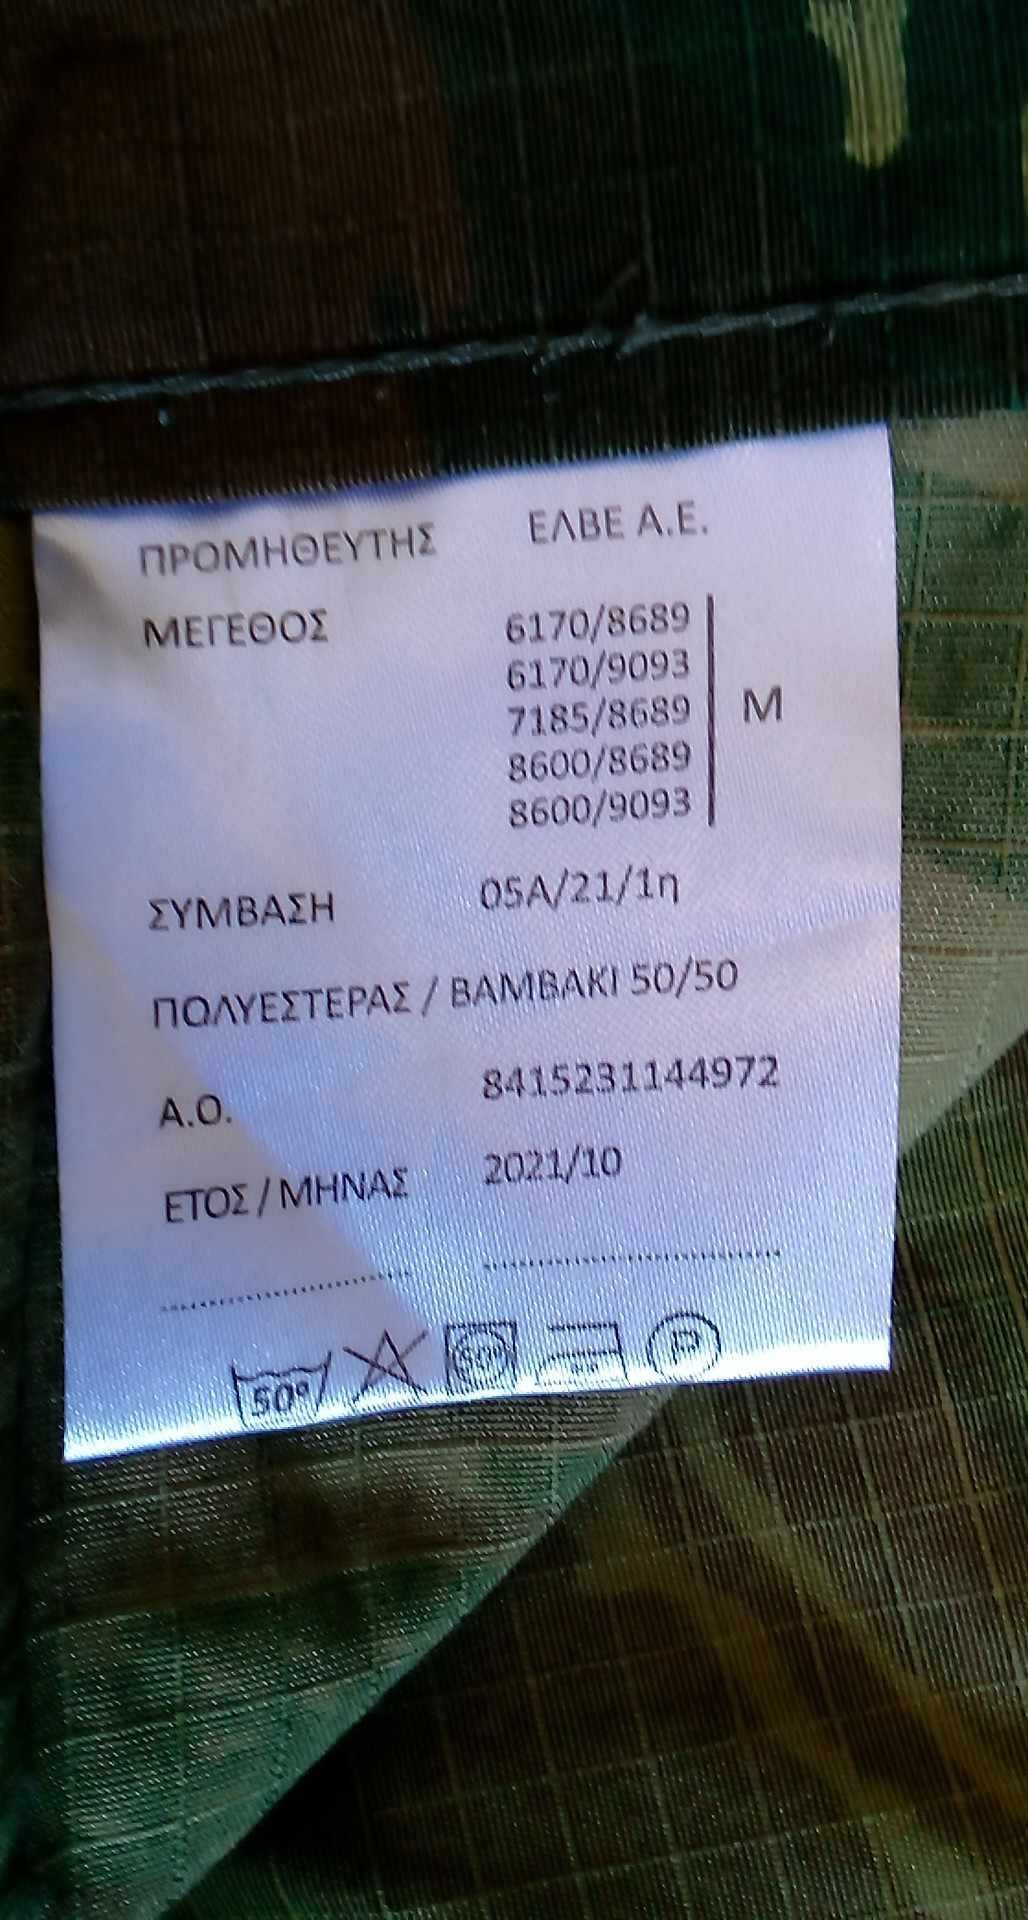 ΠΡΟΜΗΘΕΥΤΗΣ ΕΛΒΕ Α.Ε.
ΜΕΓΕΘΟΣ 6170/8689
6170/9093
7185/8689 M
8600/8689
8600/9093
ΣΥΜΒΑΣΗ 05Α/21/1η
ΠΟΛΥΕΣΤΕΡΑΣ / ΒΑΜΒΑΚΙ 50/50
Α.Ο. 8415231144972
ΕΤΟΣ / ΜΗΝΑΣ 2021/10
50° 60° P